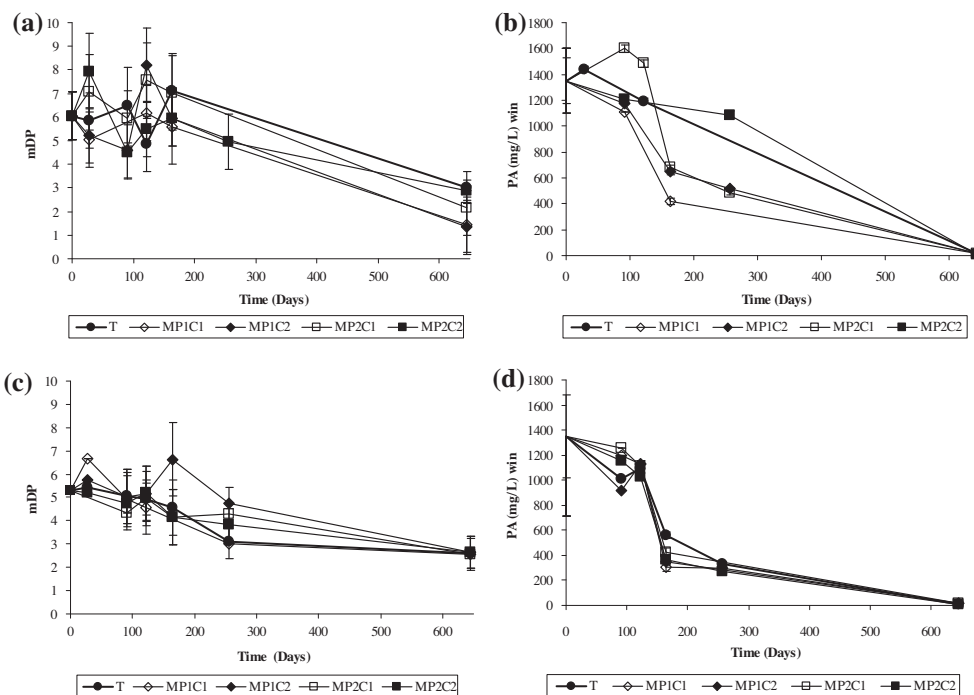 (a)
10
9
8
7
6
5
4
3
2
1
0
mDP
0 100 200 300 400 500 600
Time (Days)
T MP1C1 MP1C2 MP2C1 MP2C2
(b)
1800
1600
1400
1200
1000
800
600
400
200
0
PA (mg/L) win
0 100 200 300 400 500 600
Time (Days)
T MP1C1 MP1C2 MP2C1 MP2C2
(c)
10
9
8
7
6
5
4
3
2
1
0
mDP
0 100 200 300 400 500 600
Time (Days)
T MP1C1 MP1C2 MP2C1 MP2C2
(d)
1800
1600
1400
1200
1000
800
600
400
200
0
PA (mg/L) win
0 100 200 300 400 500 600
Time (Days)
T MP1C1 MP1C2 MP2C1 MP2C2